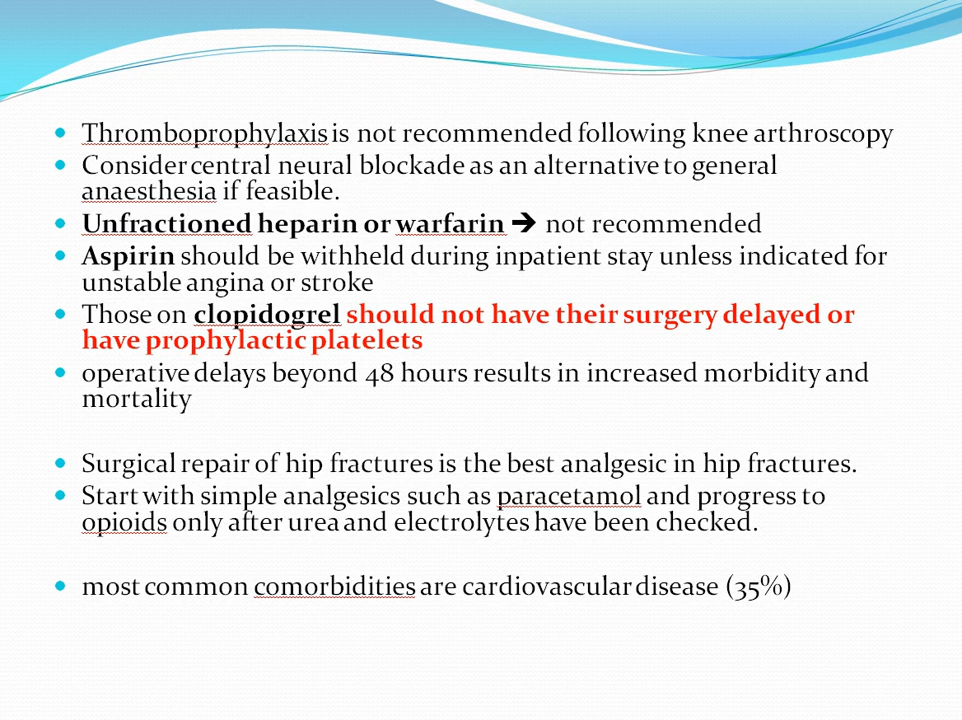 • Thromboprophylaxis is not recommended following knee arthroscopy
• Consider central neural blockade as an alternative to general
anaesthesia if feasible.
• Unfractioned heparin or warfarin ➔ not recommended
• Aspirin should be withheld during inpatient stay unless indicated for
unstable angina or stroke
• Those on clopidogrel should not have their surgery delayed or
have prophylactic platelets
• operative delays beyond 48 hours results in increased morbidity and
mortality
• Surgical repair of hip fractures is the best analgesic in hip fractures.
• Start with simple analgesics such as paracetamol and progress to
opioids only after urea and electrolytes have been checked.
• most common comorbidities are cardiovascular disease (35%)